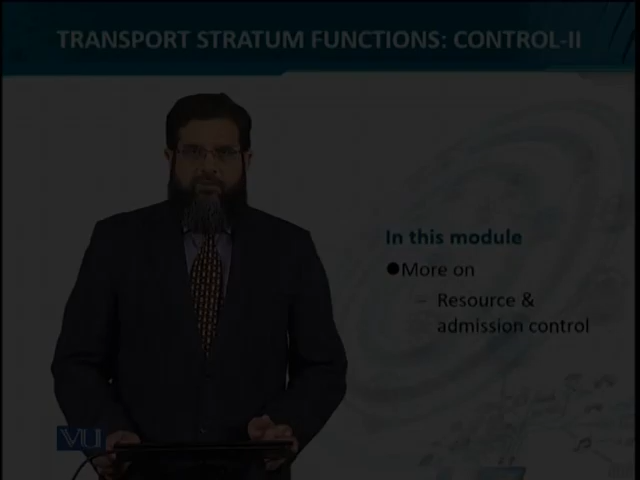 TRANSPORT STRATUM FUNCTIONS: CONTROL-II
In this module
●More on
– Resource &
admission control
VU